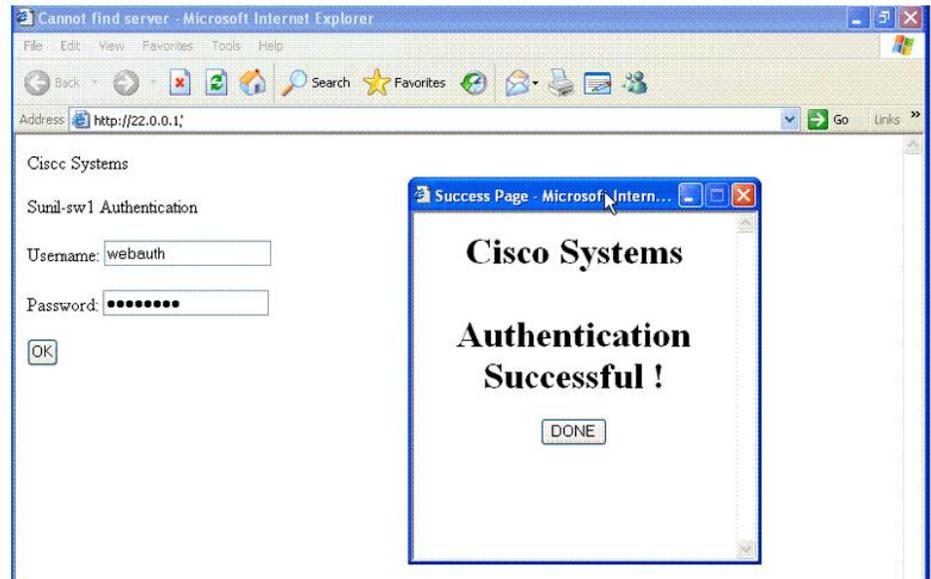 Cannot find server - Microsoft Internet Explorer
File Edit View Favorites Tools Help
Back Search Favorites
Address http://22.0.0.1; Go Links »
Cisco Systems
Sunil-sw1 Authentication
Username: webauth
Password: ●●●●●●●●
OK
Success Page - Microsoft Intern...
Cisco Systems
Authentication
Successful !
DONE